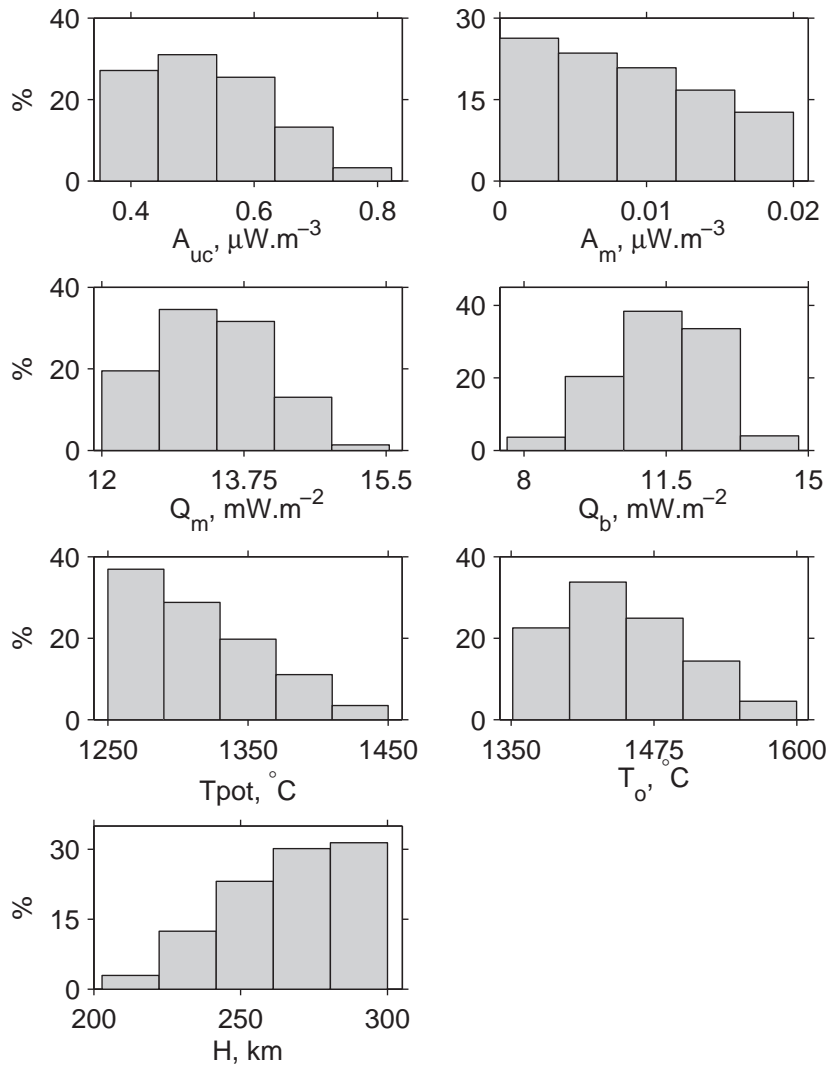 40
20
0
%
0.4 0.6 0.8
A_uc, μW.m⁻³
30
15
0
0 0.01 0.02
A_m, μW.m⁻³
40
20
0
%
12 13.75 15.5
Q_m, mW.m⁻²
40
20
0
8 11.5 15
Q_b, mW.m⁻²
40
20
0
%
1250 1350 1450
Tpot, °C
40
20
0
1350 1475 1600
T_o, °C
30
15
0
%
200 250 300
H, km